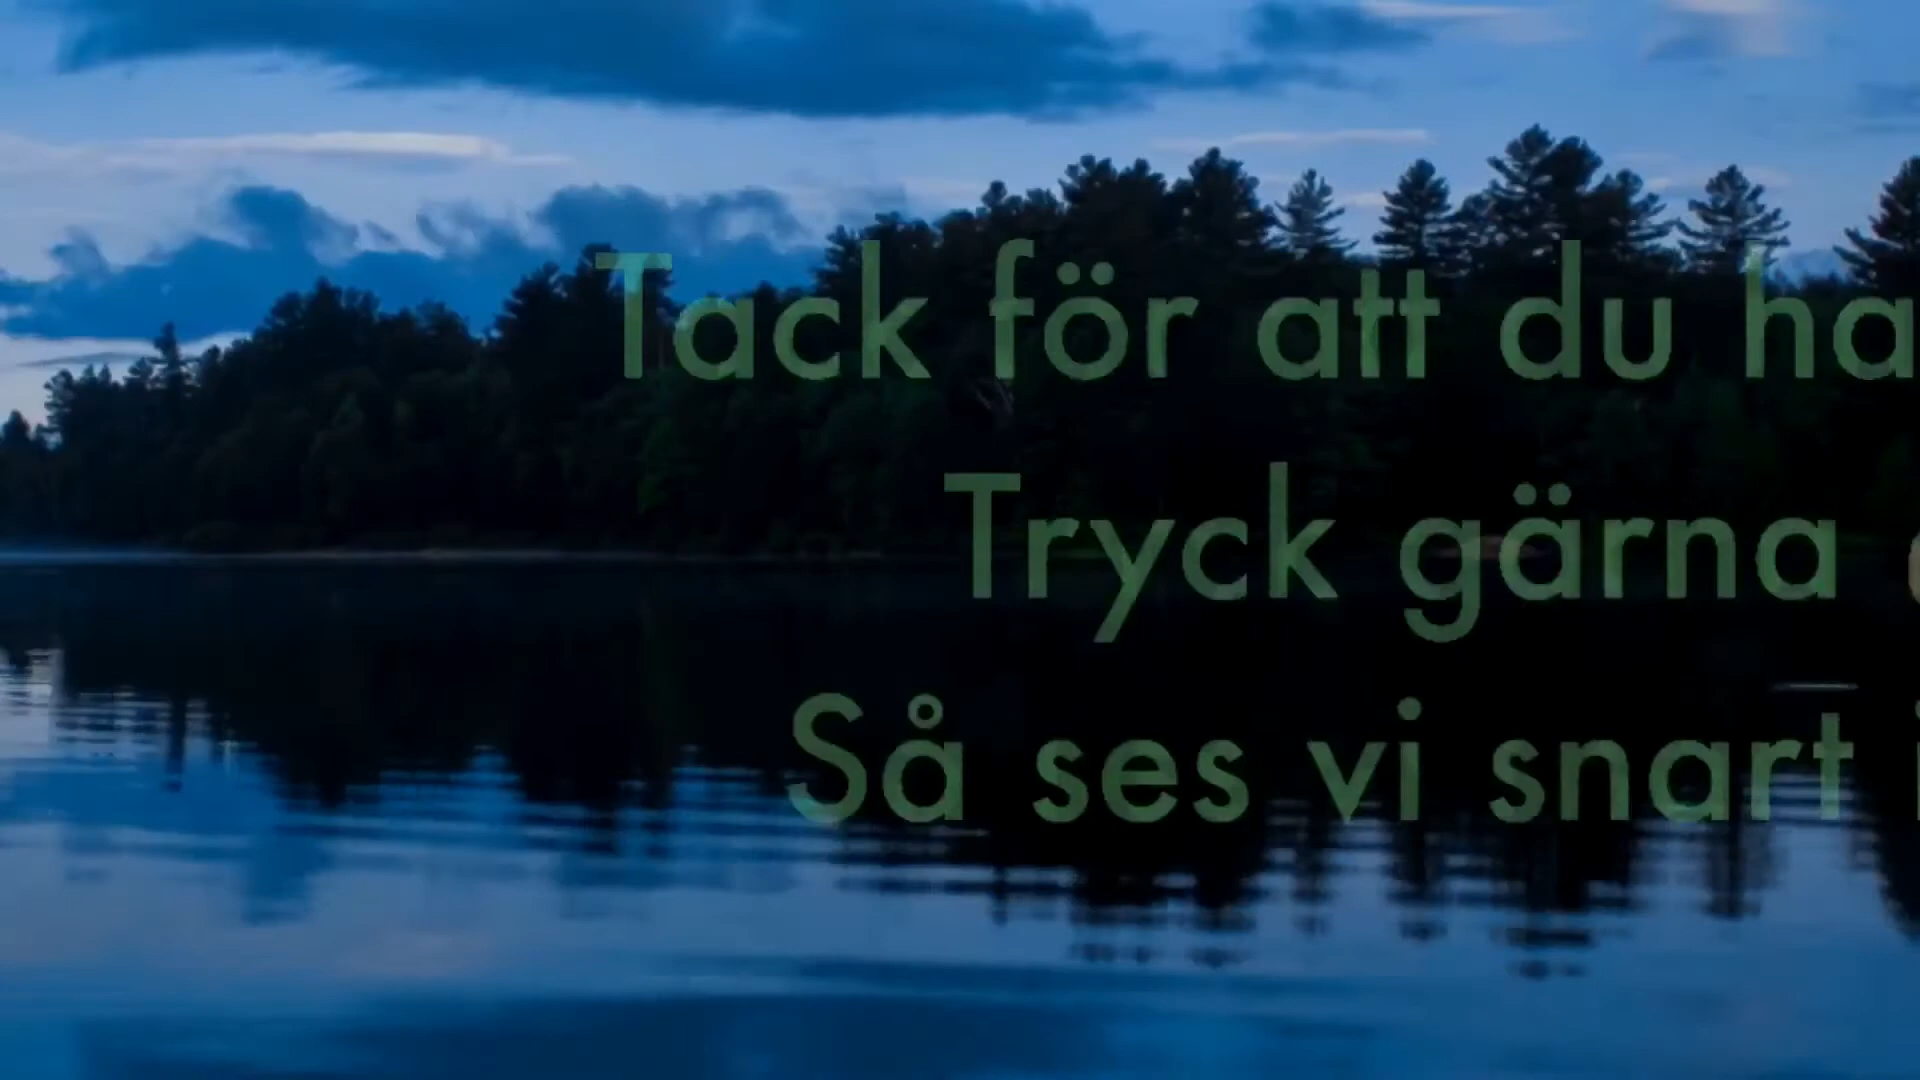 Tack för att du ha
Tryck gärna
Så ses vi snart i